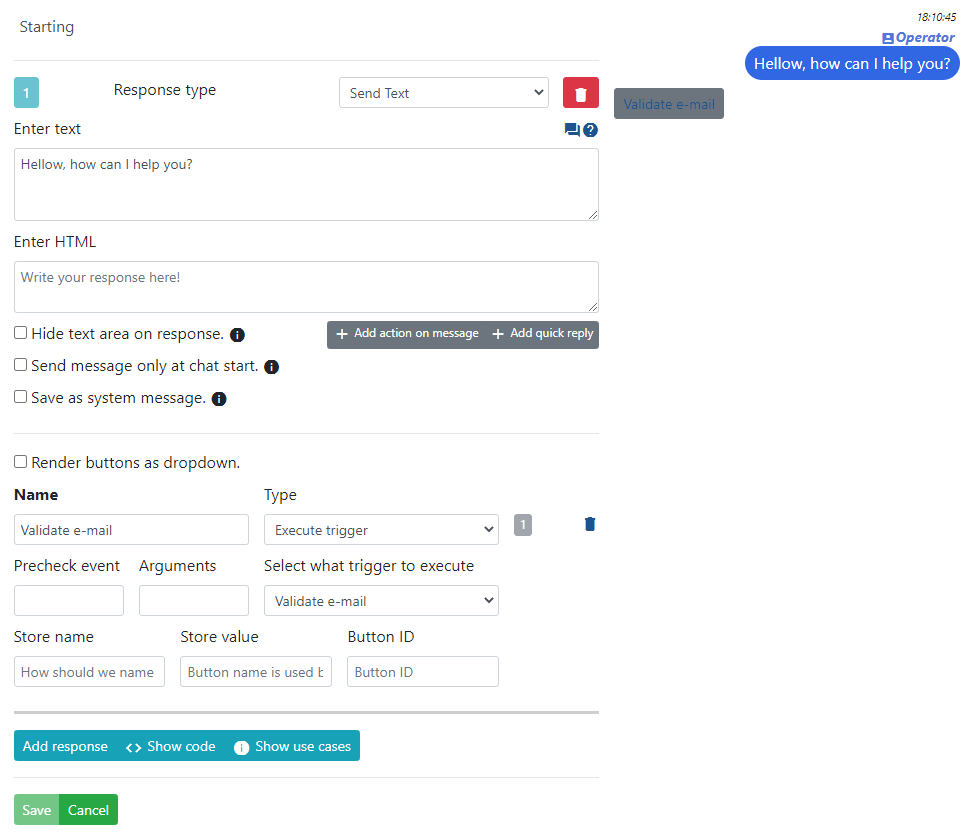 Starting
18:10:45
Operator
Hellow, how can I help you?
1 Response type Send Text
Validate e-mail
Enter text
Hellow, how can I help you?
Enter HTML
Write your response here!
Hide text area on response.
Add action on message Add quick reply
Send message only at chat start.
Save as system message.
Render buttons as dropdown.
Name Type
Validate e-mail Execute trigger 1
Precheck event Arguments Select what trigger to execute
Validate e-mail
Store name Store value Button ID
How should we name Button name is used b Button ID
Add response Show code Show use cases
Save Cancel